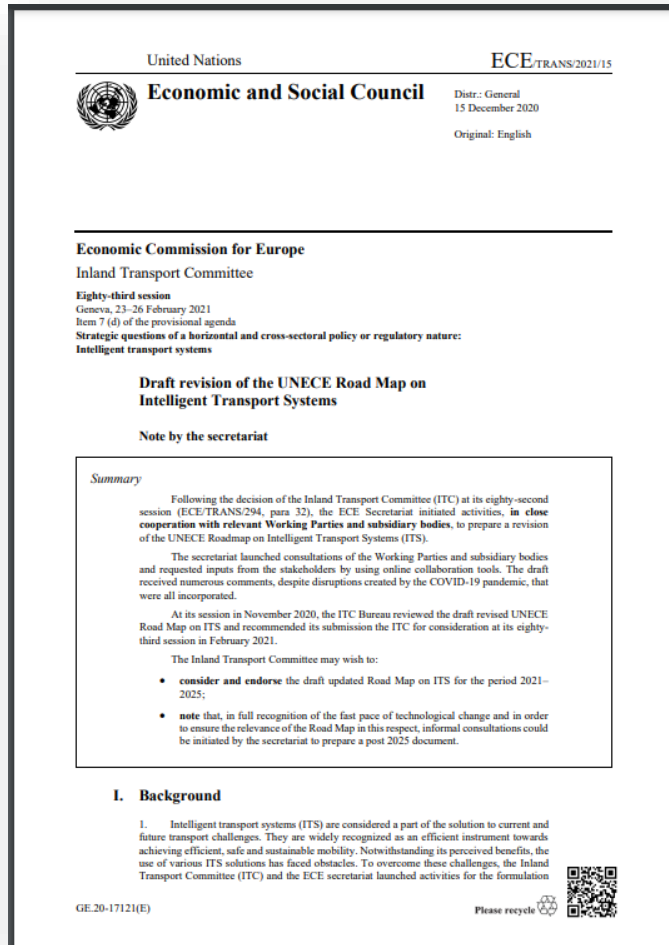 United Nations
ECE/TRANS/2021/15
Economic and Social Council
Distr.: General
15 December 2020
Original: English
Economic Commission for Europe
Inland Transport Committee
Eighty-third session
Geneva, 23–26 February 2021
Item 7 (d) of the provisional agenda
Strategic questions of a horizontal and cross-sectoral policy or regulatory nature:
Intelligent transport systems
Draft revision of the UNECE Road Map on
Intelligent Transport Systems
Note by the secretariat
Summary
Following the decision of the Inland Transport Committee (ITC) at its eighty-second
session (ECE/TRANS/294, para 32), the ECE Secretariat initiated activities, in close
cooperation with relevant Working Parties and subsidiary bodies, to prepare a revision
of the UNECE Roadmap on Intelligent Transport Systems (ITS).
The secretariat launched consultations of the Working Parties and subsidiary bodies
and requested inputs from the stakeholders by using online collaboration tools. The draft
received numerous comments, despite disruptions created by the COVID-19 pandemic, that
were all incorporated.
At its session in November 2020, the ITC Bureau reviewed the draft revised UNECE
Road Map on ITS and recommended its submission the ITC for consideration at its eighty-
third session in February 2021.
The Inland Transport Committee may wish to:
• consider and endorse the draft updated Road Map on ITS for the period 2021–
2025;
• note that, in full recognition of the fast pace of technological change and in order
to ensure the relevance of the Road Map in this respect, informal consultations could
be initiated by the secretariat to prepare a post 2025 document.
I. Background
1. Intelligent transport systems (ITS) are considered a part of the solution to current and
future transport challenges. They are widely recognized as an efficient instrument towards
achieving efficient, safe and sustainable mobility. Notwithstanding its perceived benefits, the
use of various ITS solutions has faced obstacles. To overcome these challenges, the Inland
Transport Committee (ITC) and the ECE secretariat launched activities for the formulation
GE.20-17121(E)
Please recycle